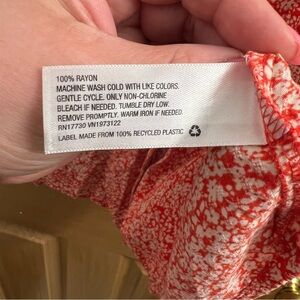 100% RAYON
MACHINE WASH COLD WITH LIKE COLORS.
GENTLE CYCLE. ONLY NON-CHLORINE
BLEACH IF NEEDED. TUMBLE DRY LOW.
REMOVE PROMPTLY. WARM IRON IF NEEDED.
RN17730 VN1973122
LABEL MADE FROM 100% RECYCLED PLASTIC